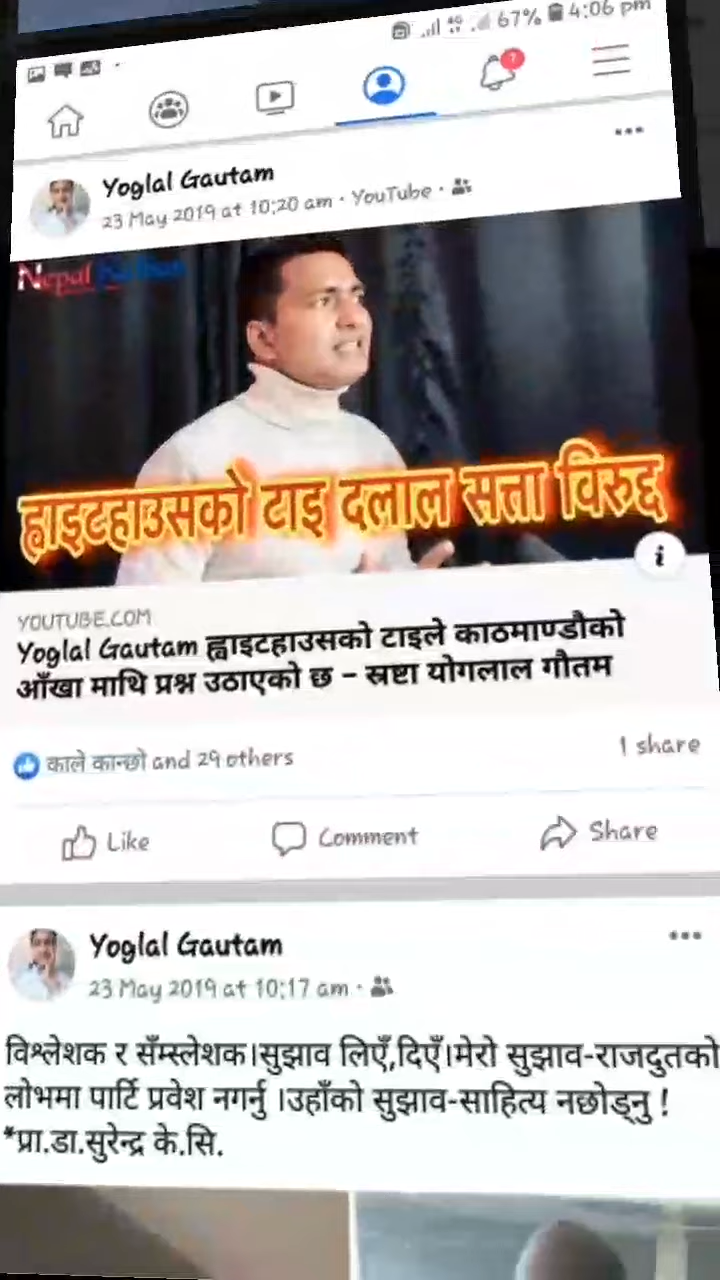 67% 4:06 pm
Yoglal Gautam
23 May 2019 at 10:20 am · YouTube ·
Nepal
ह्वाइटहाउसको टाइ दलाल सत्ता विरुद्द
YOUTUBE.COM
Yoglal Gautam ह्वाइटहाउसको टाइले काठमाण्डौको
आँखा माथि प्रश्न उठाएको छ – स्रष्टा योगलाल गौतम
काले कान्छो and 29 others
1 share
Like
Comment
Share
Yoglal Gautam
23 May 2019 at 10:17 am ·
विश्लेशक र सँम्स्लेशक।सुझाव लिएँ,दिएँ।मेरो सुझाव-राजदुतको
लोभमा पार्टि प्रवेश नगर्नु ।उहाँको सुझाव-साहित्य नछोड्नु !
*प्रा.डा.सुरेन्द्र के.सि.